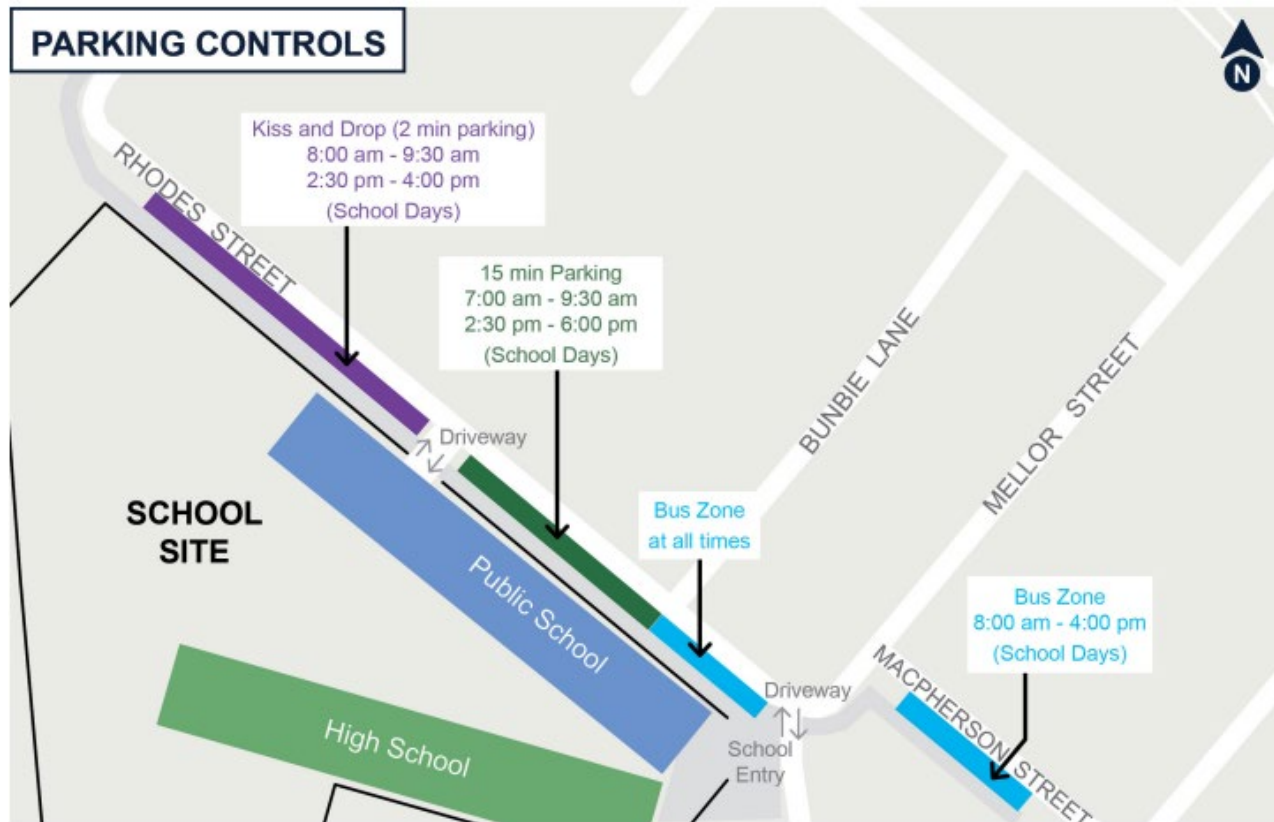 PARKING CONTROLS
N
Kiss and Drop (2 min parking)
8:00 am - 9:30 am
2:30 pm - 4:00 pm
(School Days)
RHODES STREET
15 min Parking
7:00 am - 9:30 am
2:30 pm - 6:00 pm
(School Days)
BUNBIE LANE
MELLOR STREET
Driveway
SCHOOL
SITE
Public School
Bus Zone
at all times
Bus Zone
8:00 am - 4:00 pm
(School Days)
MACPHERSON STREET
Driveway
School
Entry
High School